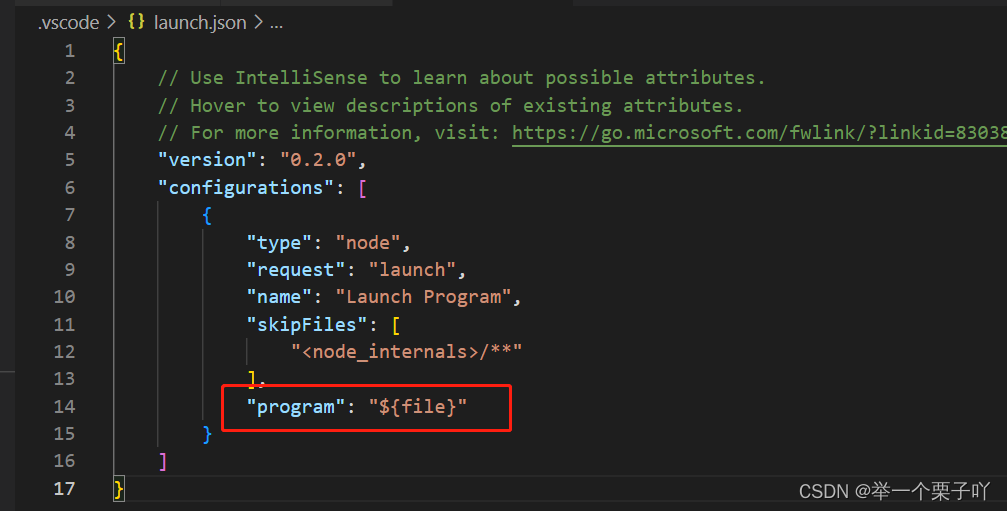 .vscode > {} launch.json > ...
1 {
2 // Use IntelliSense to learn about possible attributes.
3 // Hover to view descriptions of existing attributes.
4 // For more information, visit: https://go.microsoft.com/fwlink/?linkid=83038
5 "version": "0.2.0",
6 "configurations": [
7 {
8 "type": "node",
9 "request": "launch",
10 "name": "Launch Program",
11 "skipFiles": [
12 "<node_internals>/**"
13 ],
14 "program": "${file}"
15 }
16 ]
17 }
CSDN @举一个栗子吖